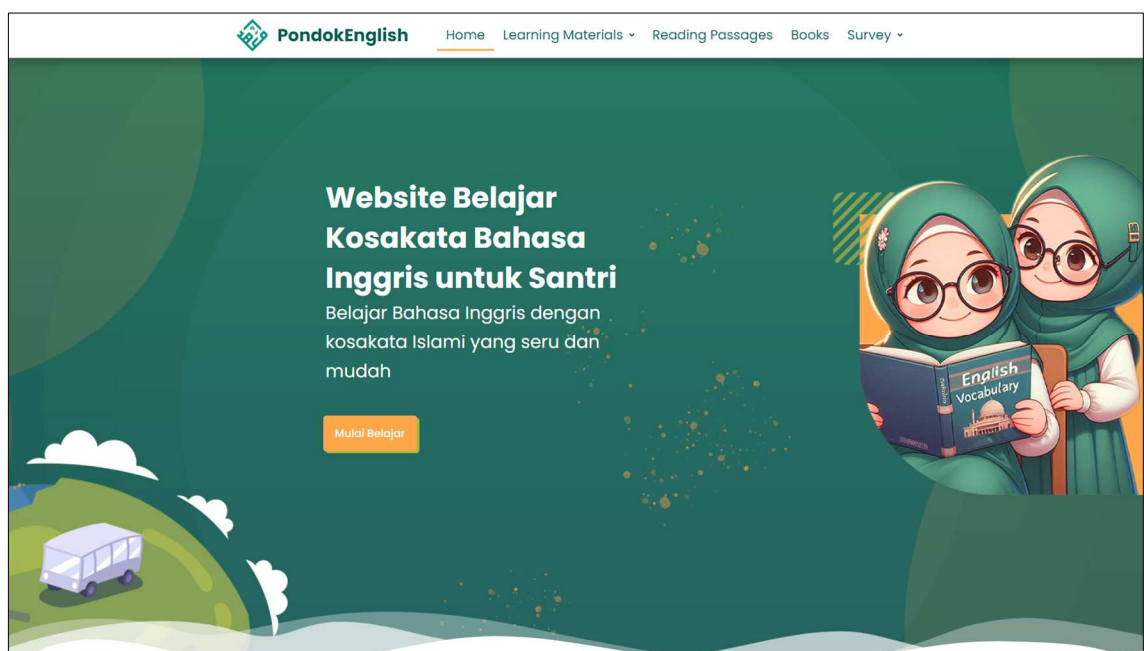 PondokEnglish Home Learning Materials Reading Passages Books Survey
Website Belajar
Kosakata Bahasa
Inggris untuk Santri
Belajar Bahasa Inggris dengan
kosakata Islami yang seru dan
mudah
Mulai Belajar
English
Vocabulary